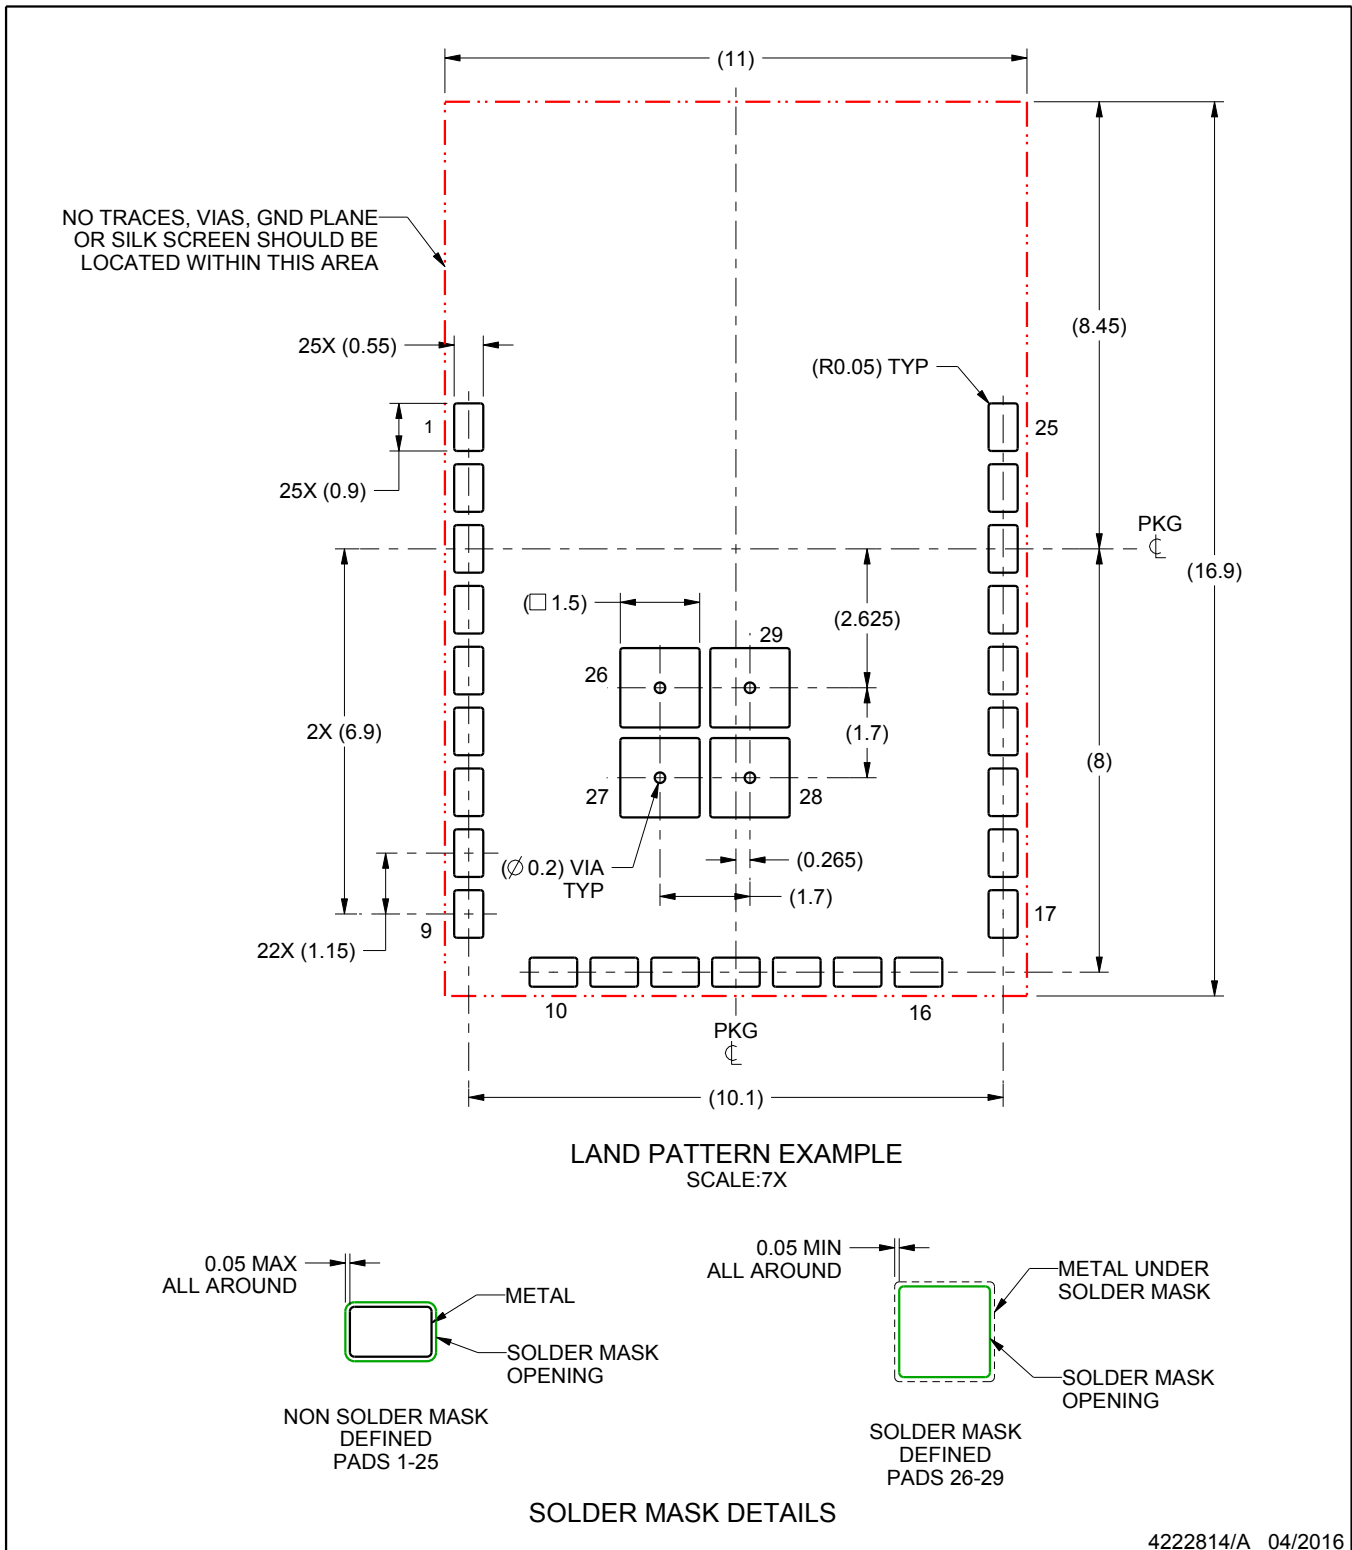 (11)
NO TRACES, VIAS, GND PLANE
OR SILK SCREEN SHOULD BE
LOCATED WITHIN THIS AREA
(8.45)
25X (0.55)
(R0.05) TYP
1
25
25X (0.9)
PKG
℄
(16.9)
(□ 1.5)
(2.625)
29
26
2X (6.9)
(1.7)
(8)
27
28
(0.265)
(∅ 0.2) VIA
TYP
(1.7)
9
17
22X (1.15)
10
16
PKG
℄
(10.1)
LAND PATTERN EXAMPLE
SCALE:7X
0.05 MAX
ALL AROUND
METAL
SOLDER MASK
OPENING
NON SOLDER MASK
DEFINED
PADS 1-25
0.05 MIN
ALL AROUND
METAL UNDER
SOLDER MASK
SOLDER MASK
OPENING
SOLDER MASK
DEFINED
PADS 26-29
SOLDER MASK DETAILS
4222814/A 04/2016